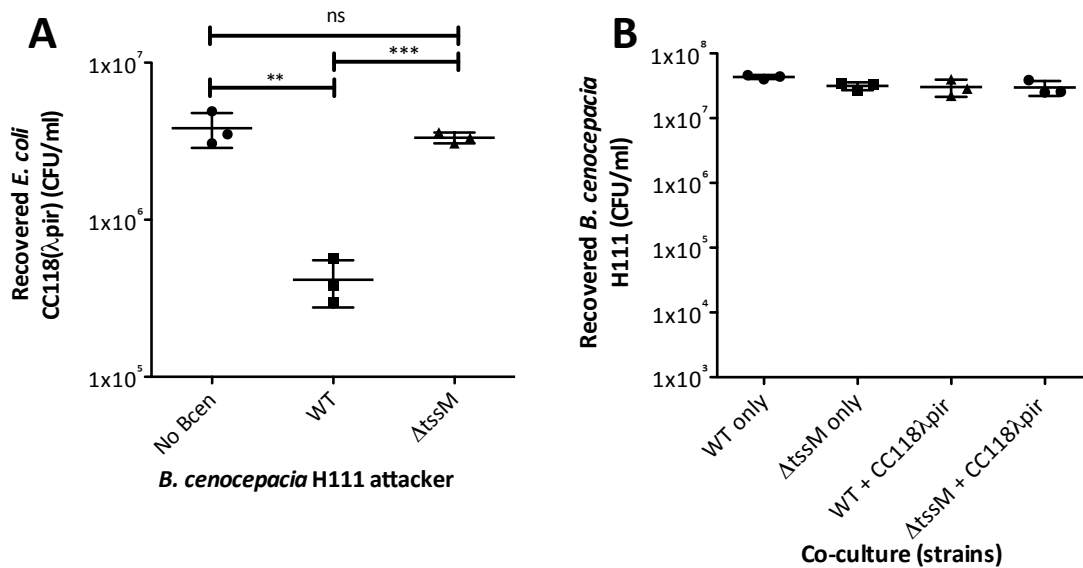 A
ns
**
***
Recovered E. coli
CC118(λpir) (CFU/ml)
1x10⁷
1x10⁶
1x10⁵
No Bcen
WT
ΔtssM
B. cenocepacia H111 attacker
B
Recovered B. cenocepacia
H111 (CFU/ml)
1x10⁸
1x10⁷
1x10⁶
1x10⁵
1x10⁴
1x10³
WT only
ΔtssM only
WT + CC118λpir
ΔtssM + CC118λpir
Co-culture (strains)